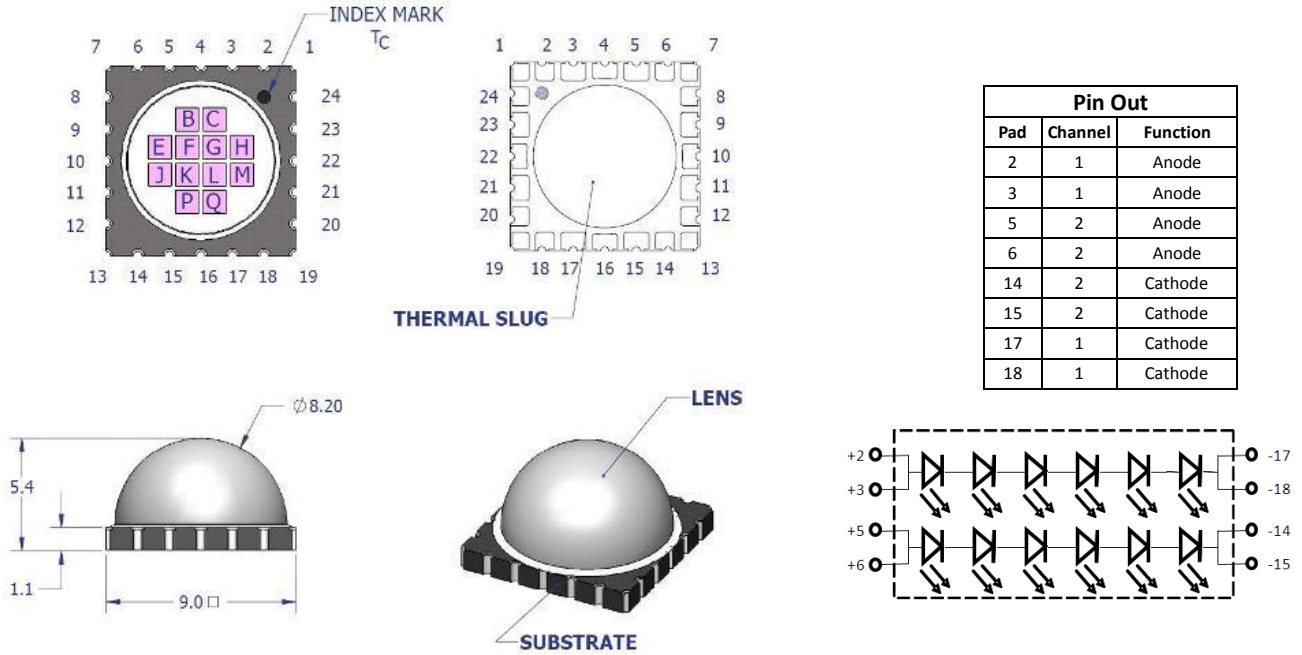 INDEX MARK
TC
7 6 5 4 3 2 1
8 24
9 23
10 22
11 21
12 20
13 14 15 16 17 18 19
B C
E F G H
J K L M
P Q
1 2 3 4 5 6 7
24 8
23 9
22 10
21 11
20 12
19 18 17 16 15 14 13
THERMAL SLUG
Pin Out
Pad Channel Function
2 1 Anode
3 1 Anode
5 2 Anode
6 2 Anode
14 2 Cathode
15 2 Cathode
17 1 Cathode
18 1 Cathode
∅8.20
5.4
1.1
9.0 □
LENS
SUBSTRATE
+2 -17
+3 -18
+5 -14
+6 -15